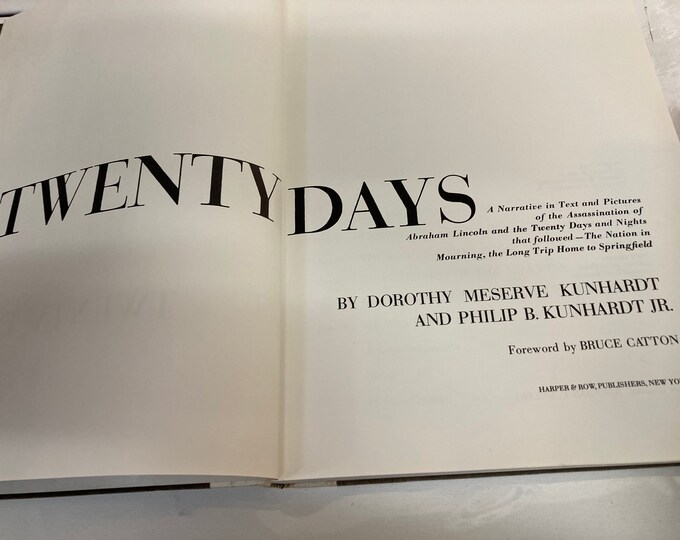 TWENTY DAYS
A Narrative in Text and Pictures
of the Assassination of
Abraham Lincoln and the Twenty Days and Nights
that followed—The Nation in
Mourning, the Long Trip Home to Springfield
BY DOROTHY MESERVE KUNHARDT
AND PHILIP B. KUNHARDT JR.
Foreword by BRUCE CATTON
HARPER & ROW, PUBLISHERS, NEW YO